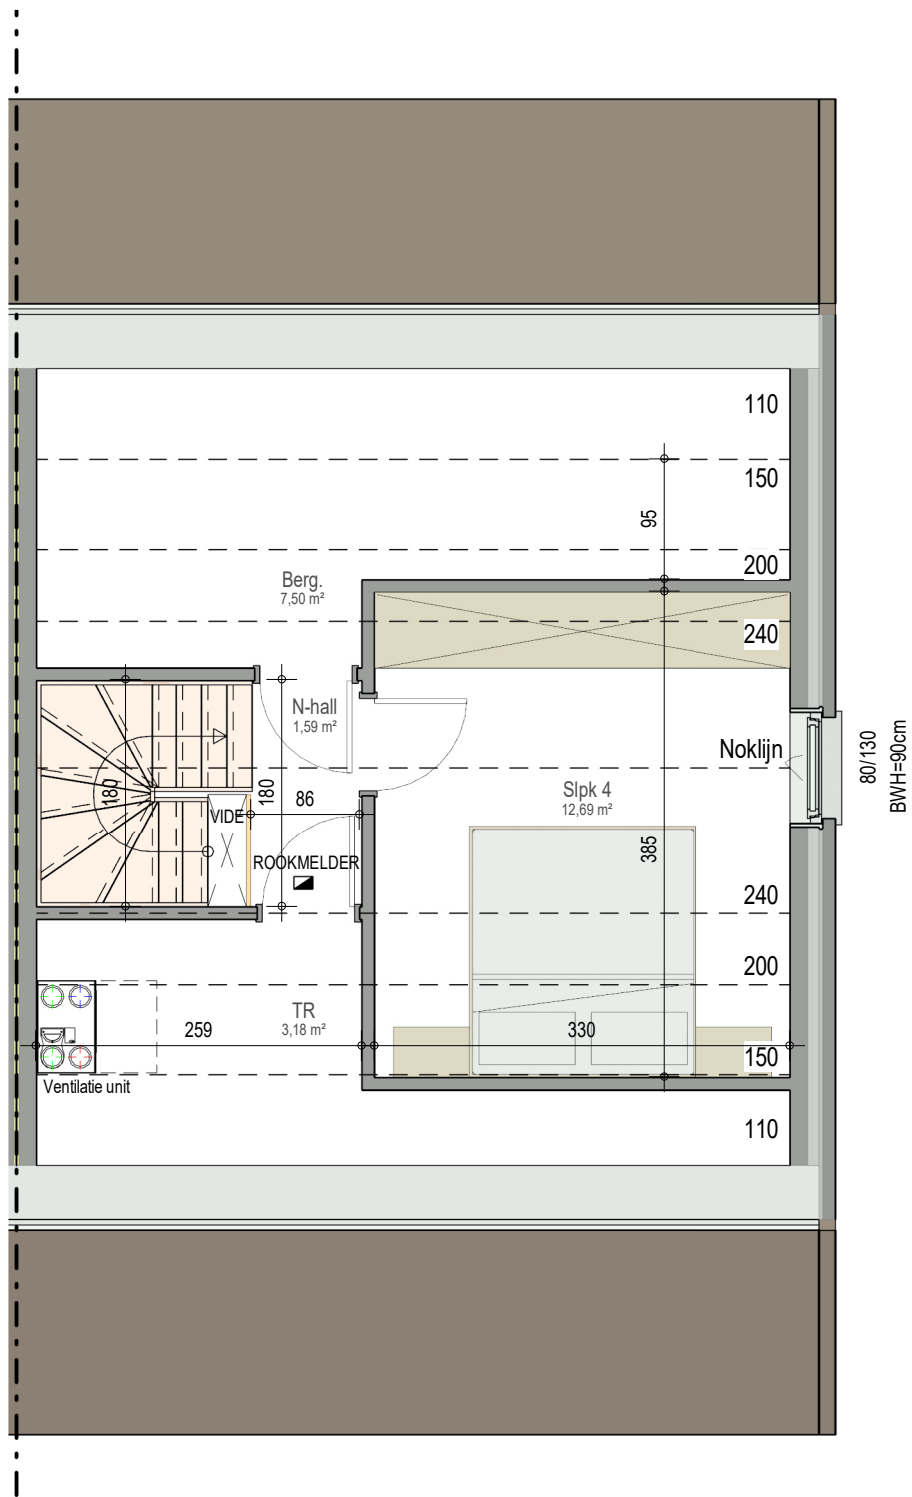 110
150
95
200
Berg.
7,50 m²
240
N-hall
1,59 m²
Noklijn
80/130
BWH=90cm
180
180
86
Slpk 4
12,69 m²
VIDE
ROOKMELDER
385
240
200
TR
3,18 m²
259
330
150
Ventilatie unit
110